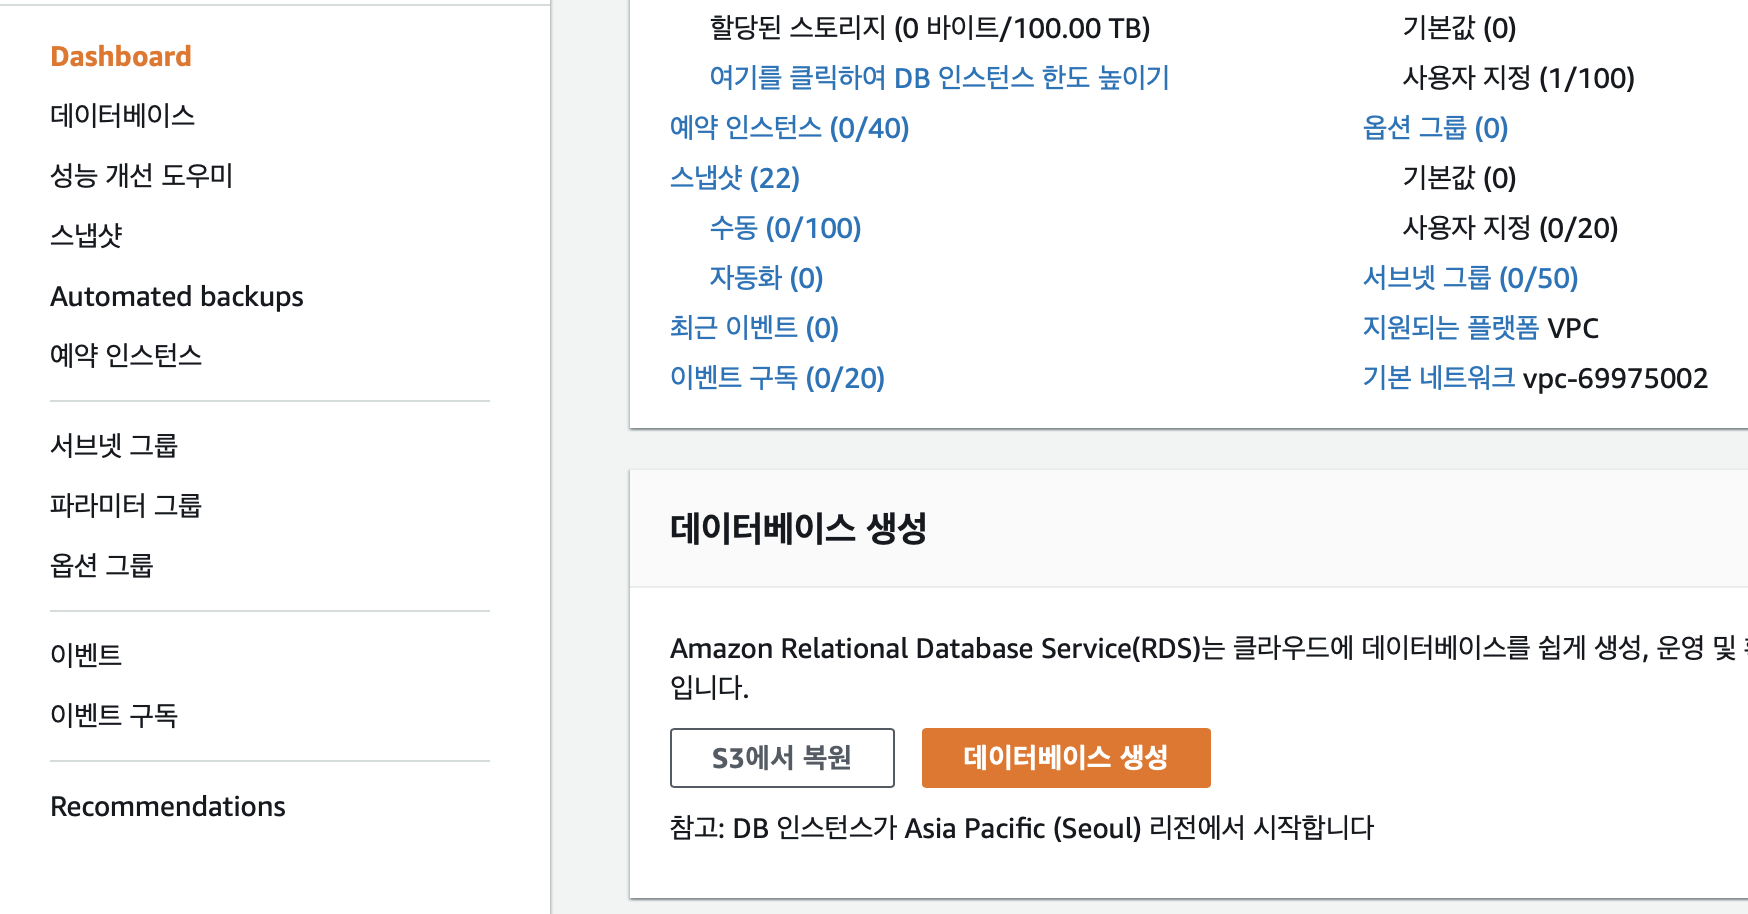 Dashboard
데이터베이스
성능 개선 도우미
스냅샷
Automated backups
예약 인스턴스
서브넷 그룹
파라미터 그룹
옵션 그룹
이벤트
이벤트 구독
Recommendations
할당된 스토리지 (0 바이트/100.00 TB)
여기를 클릭하여 DB 인스턴스 한도 높이기
예약 인스턴스 (0/40)
스냅샷 (22)
수동 (0/100)
자동화 (0)
최근 이벤트 (0)
이벤트 구독 (0/20)
기본값 (0)
사용자 지정 (1/100)
옵션 그룹 (0)
기본값 (0)
사용자 지정 (0/20)
서브넷 그룹 (0/50)
지원되는 플랫폼 VPC
기본 네트워크 vpc-69975002
데이터베이스 생성
Amazon Relational Database Service(RDS)는 클라우드에 데이터베이스를 쉽게 생성, 운영 및
입니다.
S3에서 복원
데이터베이스 생성
참고: DB 인스턴스가 Asia Pacific (Seoul) 리전에서 시작합니다